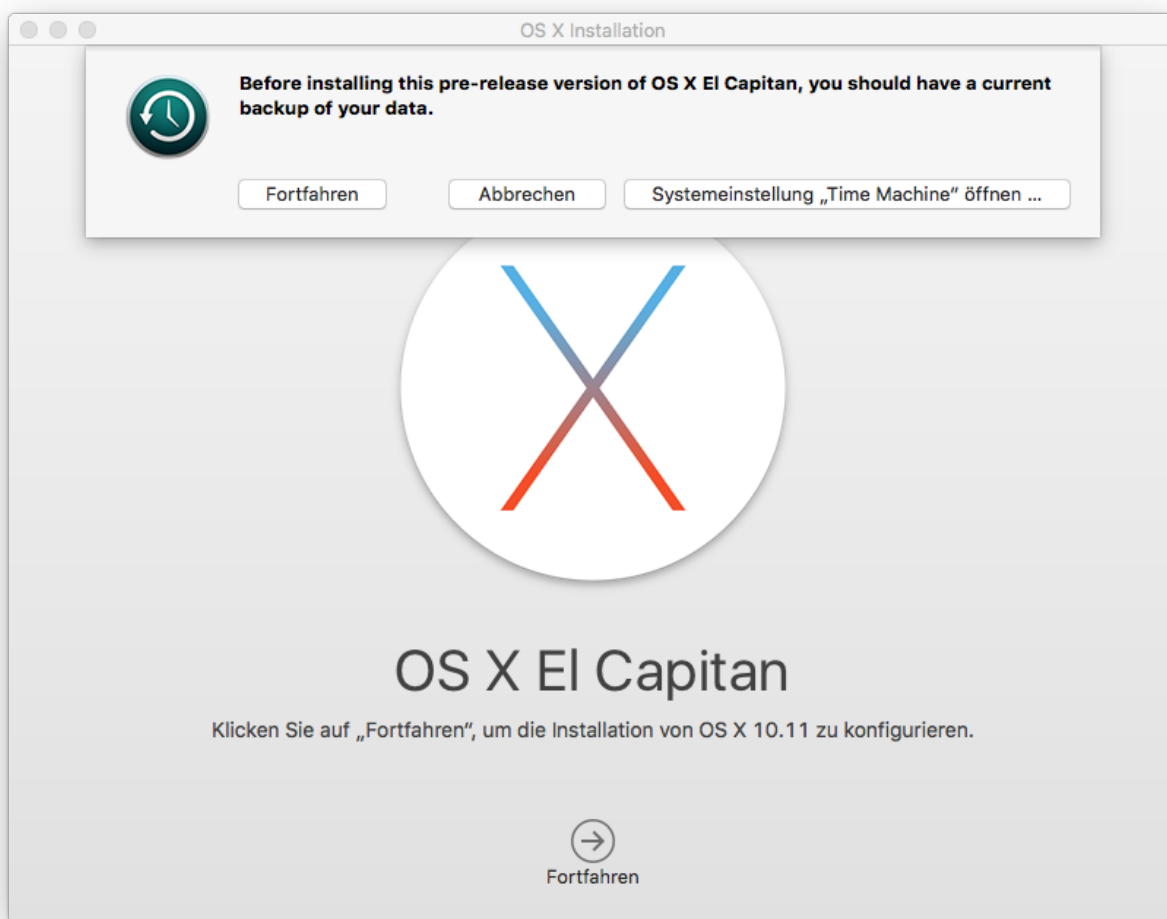 OS X Installation
Before installing this pre-release version of OS X El Capitan, you should have a current
backup of your data.
Fortfahren Abbrechen Systemeinstellung „Time Machine“ öffnen ...
OS X El Capitan
Klicken Sie auf „Fortfahren“, um die Installation von OS X 10.11 zu konfigurieren.
Fortfahren